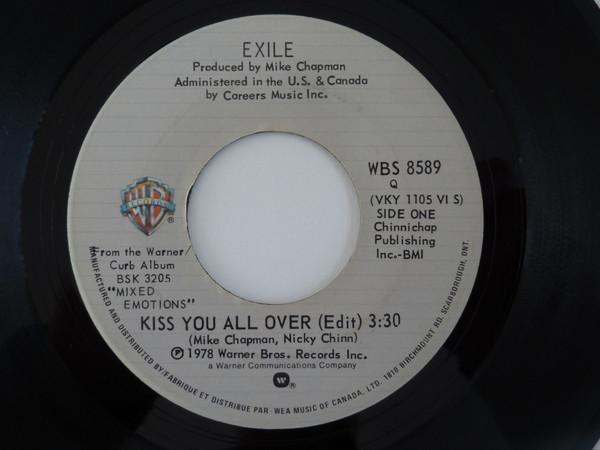 EXILE
Produced by Mike Chapman
Administered in the U.S. & Canada
by Careers Music Inc.
WBS 8589
Q
(VKY 1105 VI S)
SIDE ONE
Chinnichap
Publishing
Inc.-BMI
WB
RECORDS
®
From the Warner/
Curb Album
BSK 3205
"MIXED
EMOTIONS"
KISS YOU ALL OVER (Edit) 3:30
(Mike Chapman, Nicky Chinn)
℗ 1978 Warner Bros. Records Inc.
a Warner Communications Company
W®
MANUFACTURED AND DISTRIBUTED BY/FABRIQUE ET DISTRIBUE PAR - WEA MUSIC OF CANADA, LTD. 1810 BIRCHMOUNT RD. SCARBOROUGH, ONT.